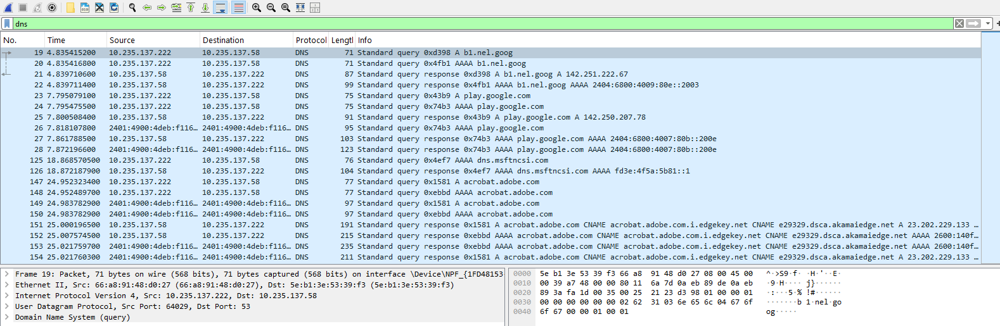 dns
No. Time Source Destination Protocol Lengtl Info
19 4.835415200 10.235.137.222 10.235.137.58 DNS 71 Standard query 0xd398 A b1.nel.goog
20 4.835416800 10.235.137.222 10.235.137.58 DNS 71 Standard query 0x4fb1 AAAA b1.nel.goog
21 4.839710600 10.235.137.58 10.235.137.222 DNS 87 Standard query response 0xd398 A b1.nel.goog A 142.251.222.67
22 4.839711400 10.235.137.58 10.235.137.222 DNS 99 Standard query response 0x4fb1 AAAA b1.nel.goog AAAA 2404:6800:4009:80e::2003
23 7.795079100 10.235.137.222 10.235.137.58 DNS 75 Standard query 0x43b9 A play.google.com
24 7.795475500 10.235.137.222 10.235.137.58 DNS 75 Standard query 0x74b3 AAAA play.google.com
25 7.800508400 10.235.137.58 10.235.137.222 DNS 91 Standard query response 0x43b9 A play.google.com A 142.250.207.78
26 7.818107800 2401:4900:4deb:f116… 2401:4900:4deb:f116… DNS 95 Standard query 0x74b3 AAAA play.google.com
27 7.861788500 10.235.137.58 10.235.137.222 DNS 103 Standard query response 0x74b3 AAAA play.google.com AAAA 2404:6800:4007:80b::200e
28 7.872196600 2401:4900:4deb:f116… 2401:4900:4deb:f116… DNS 123 Standard query response 0x74b3 AAAA play.google.com AAAA 2404:6800:4007:80b::200e
125 18.868570500 10.235.137.222 10.235.137.58 DNS 76 Standard query 0x4ef7 AAAA dns.msftncsi.com
126 18.872187900 10.235.137.58 10.235.137.222 DNS 104 Standard query response 0x4ef7 AAAA dns.msftncsi.com AAAA fd3e:4f5a:5b81::1
147 24.952323400 10.235.137.222 10.235.137.58 DNS 77 Standard query 0x1581 A acrobat.adobe.com
148 24.952489700 10.235.137.222 10.235.137.58 DNS 77 Standard query 0xebbd AAAA acrobat.adobe.com
149 24.983782900 2401:4900:4deb:f116… 2401:4900:4deb:f116… DNS 97 Standard query 0x1581 A acrobat.adobe.com
150 24.983782900 2401:4900:4deb:f116… 2401:4900:4deb:f116… DNS 97 Standard query 0xebbd AAAA acrobat.adobe.com
151 25.000196500 10.235.137.58 10.235.137.222 DNS 191 Standard query response 0x1581 A acrobat.adobe.com CNAME acrobat.adobe.com.i.edgekey.net CNAME e29329.dsca.akamaiedge.net A 23.202.229.133 …
152 25.007574500 10.235.137.58 10.235.137.222 DNS 215 Standard query response 0xebbd AAAA acrobat.adobe.com CNAME acrobat.adobe.com.i.edgekey.net CNAME e29329.dsca.akamaiedge.net AAAA 2600:140f…
153 25.021759700 2401:4900:4deb:f116… 2401:4900:4deb:f116… DNS 235 Standard query response 0xebbd AAAA acrobat.adobe.com CNAME acrobat.adobe.com.i.edgekey.net CNAME e29329.dsca.akamaiedge.net AAAA 2600:140f…
154 25.021760300 2401:4900:4deb:f116… 2401:4900:4deb:f116… DNS 211 Standard query response 0x1581 A acrobat.adobe.com CNAME acrobat.adobe.com.i.edgekey.net CNAME e29329.dsca.akamaiedge.net A 23.202.229.133 …
Frame 19: Packet, 71 bytes on wire (568 bits), 71 bytes captured (568 bits) on interface \Device\NPF_{1FD48153
Ethernet II, Src: 66:a8:91:48:d0:27 (66:a8:91:48:d0:27), Dst: 5e:b1:3e:53:39:f3 (5e:b1:3e:53:39:f3)
Internet Protocol Version 4, Src: 10.235.137.222, Dst: 10.235.137.58
User Datagram Protocol, Src Port: 64029, Dst Port: 53
Domain Name System (query)
0000 5e b1 3e 53 39 f3 66 a8 91 48 d0 27 08 00 45 00 ^·>S9·f· ·H·'··E·
0010 00 39 a7 48 00 00 80 11 6a 7d 0a eb 89 de 0a eb ·9·H···· j}······
0020 89 3a fa 1d 00 35 00 25 21 23 d3 98 01 00 00 01 ·:···5·% !#······
0030 00 00 00 00 00 00 02 62 31 03 6e 65 6c 04 67 6f ·······b 1·nel·go
0040 6f 67 00 00 01 00 01 og·····